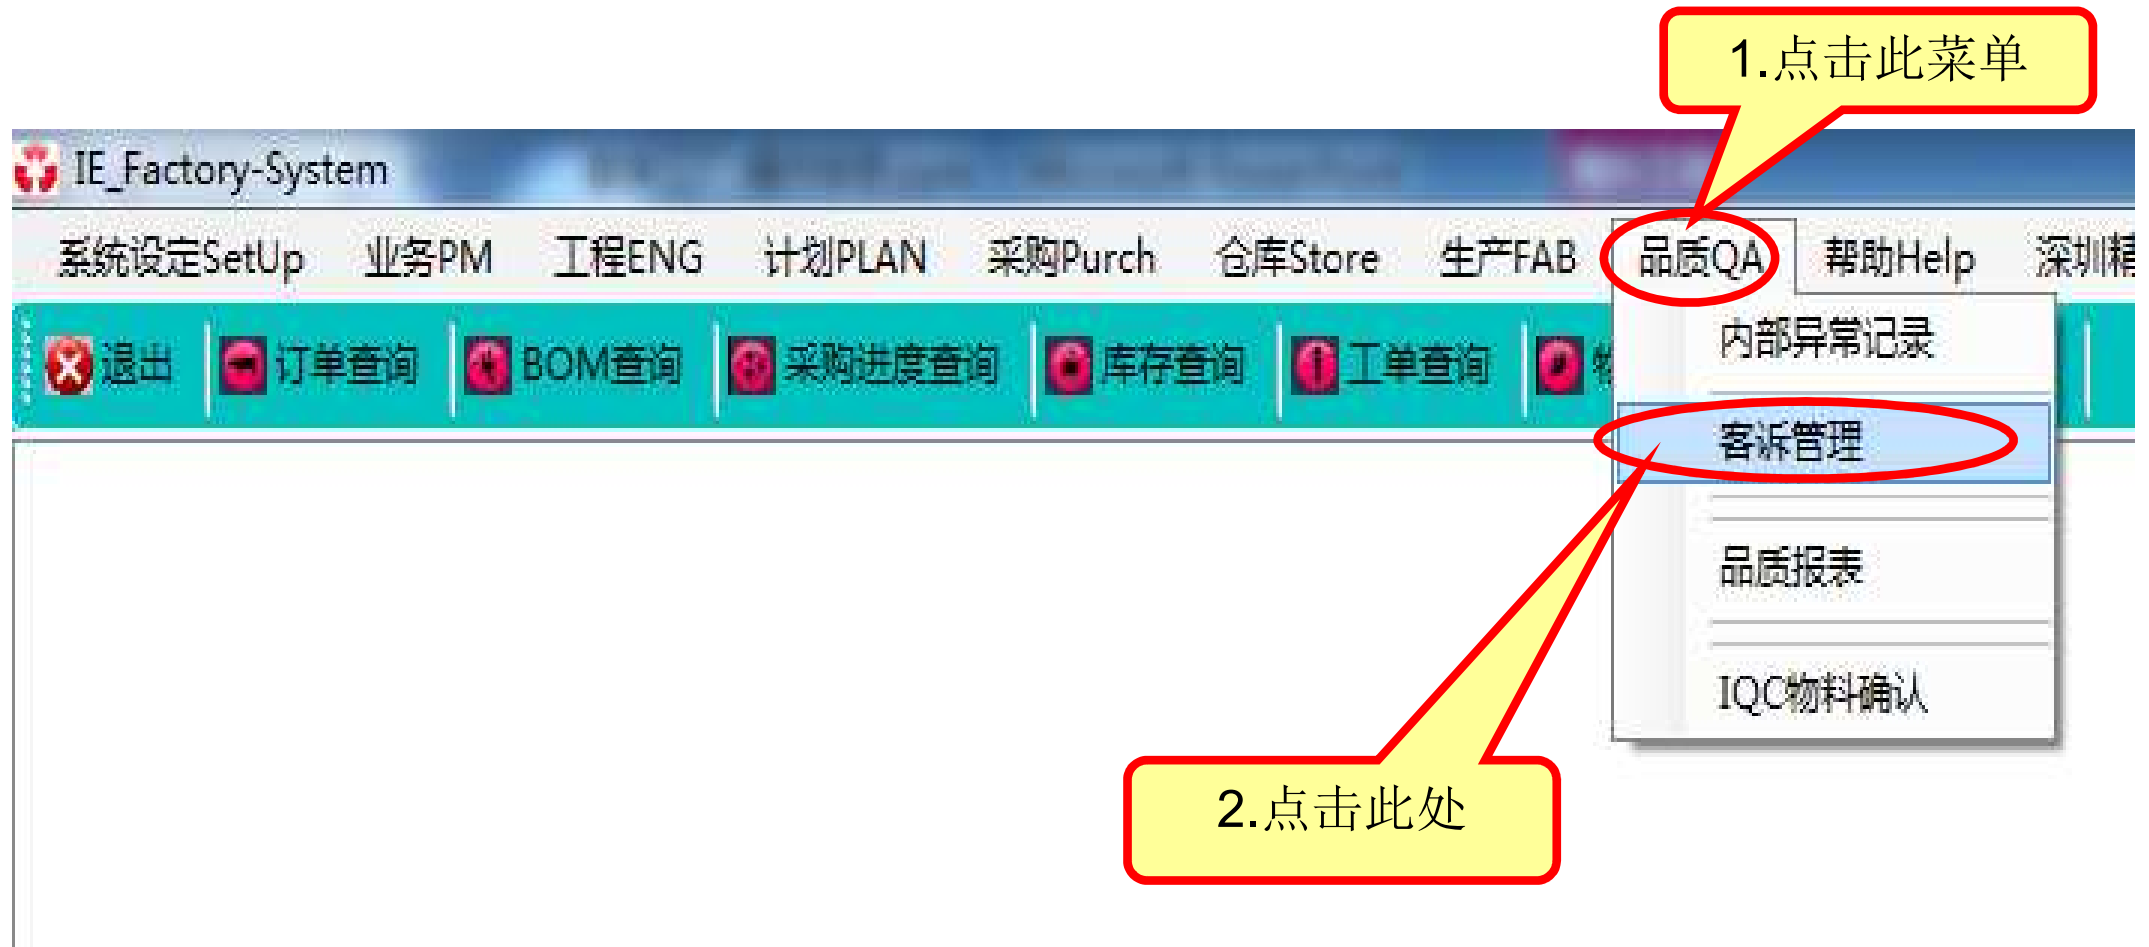 1.点击此菜单
IE_Factory-System
系统设定SetUp 业务PM 工程ENG 计划PLAN 采购Purch 仓库Store 生产FAB 品质QA 帮助Help 深圳精
退出 订单查询 BOM查询 采购进度查询 库存查询 工单查询
内部异常记录
客诉管理
品质报表
IQC物料确认
2.点击此处